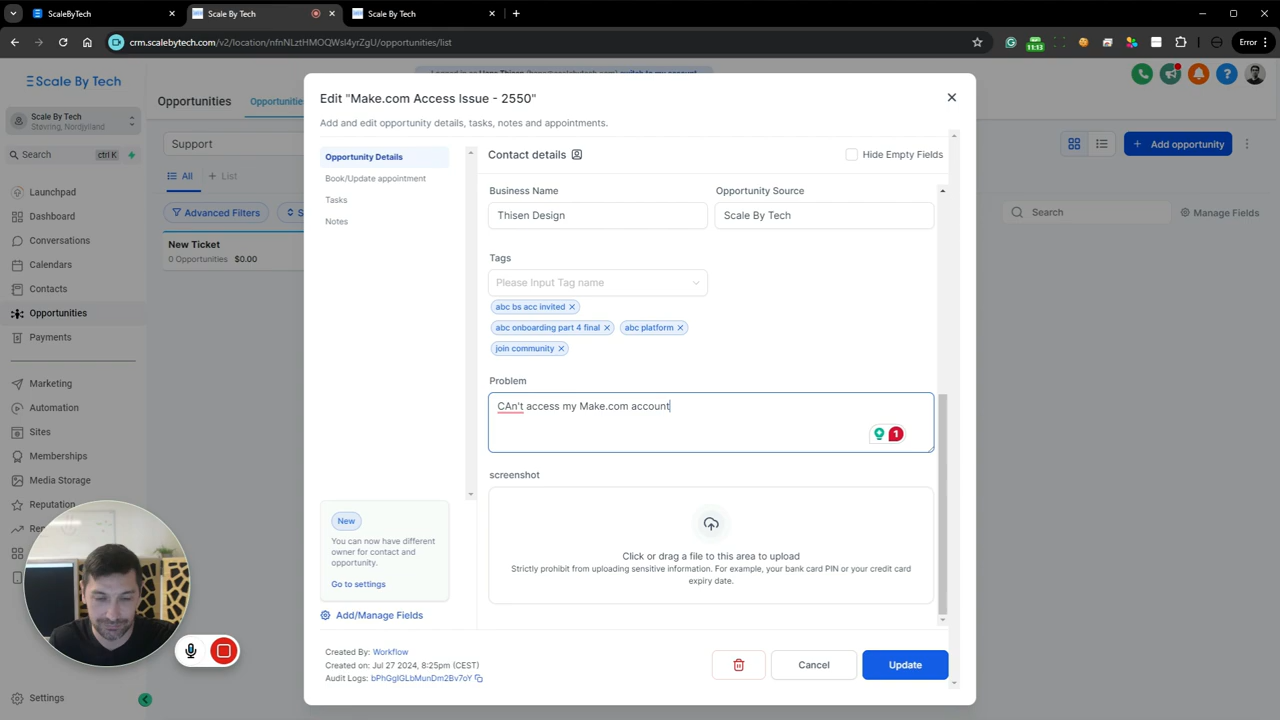 ScaleByTech
Scale By Tech
Scale By Tech
crm.scalebytech.com/v2/location/nfnNLztHMOQWsI4yrZgU/opportunities/list
11:13
Error
Scale By Tech
Opportunities
Scale By Tech
Støvring, Nordjylland
Search
ctrl K
Support
Add opportunity
All
List
Launchpad
Dashboard
Conversations
Calendars
Contacts
Opportunities
Payments
Marketing
Automation
Sites
Memberships
Media Storage
Reputation
Settings
Advanced Filters
Search
Manage Fields
New Ticket
0 Opportunities $0.00
Edit "Make.com Access Issue - 2550"
Add and edit opportunity details, tasks, notes and appointments.
Opportunity Details
Book/Update appointment
Tasks
Notes
Contact details
Hide Empty Fields
Business Name
Opportunity Source
Thisen Design
Scale By Tech
Tags
Please Input Tag name
abc bs acc invited
abc onboarding part 4 final
abc platform
join community
Problem
CAn't access my Make.com account
1
screenshot
Click or drag a file to this area to upload
Strictly prohibit from uploading sensitive information. For example, your bank card PIN or your credit card
expiry date.
New
You can now have different
owner for contact and
opportunity.
Go to settings
Add/Manage Fields
Created By: Workflow
Created on: Jul 27 2024, 8:25pm (CEST)
Audit Logs: bPhGgIGLbMunDm2Bv7oY
Cancel
Update